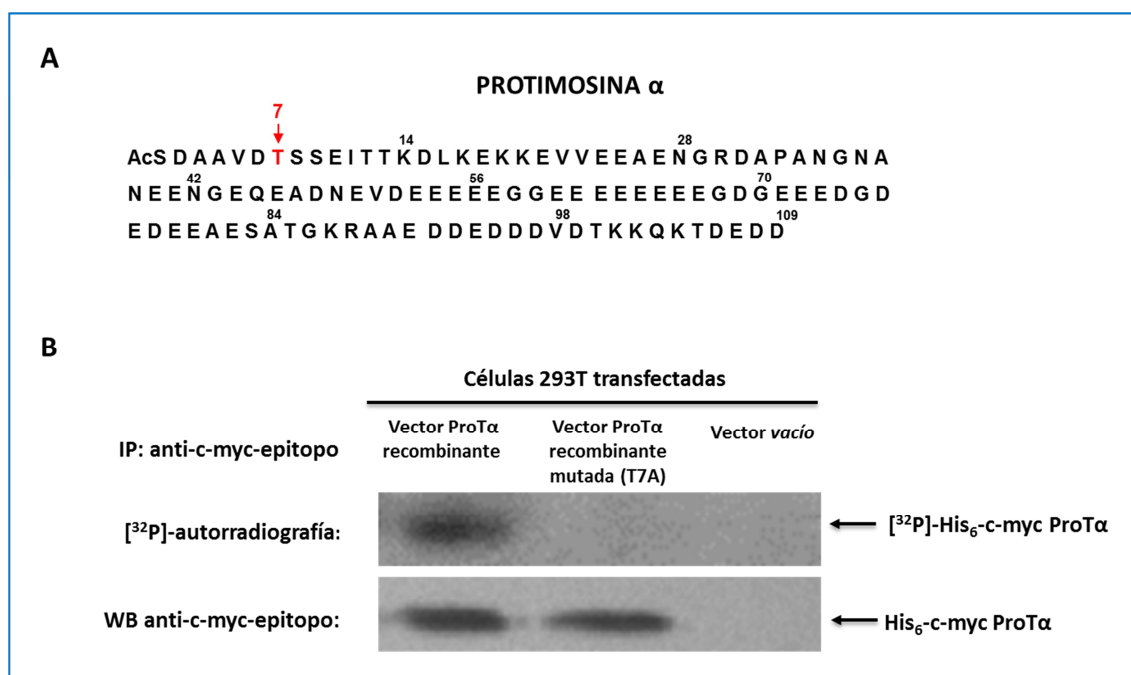 A
PROTIMOSINA α
7
14 28
AcS D A A V D T S S E I T T K D L K E K K E V V E E A E N G R D A P A N G N A
42 56 70
N E E N G E Q E A D N E V D E E E E E G G E E E E E E E E E G D G E E E D G D
84 98 109
E D E E A E S A T G K R A A E D D E D D D V D T K K Q K T D E D D
B
Células 293T transfectadas
IP: anti-c-myc-epitopo
Vector ProTα recombinante
Vector ProTα recombinante mutada (T7A)
Vector vacío
[³²P]-autorradiografía:
[³²P]-His₆-c-myc ProTα
WB anti-c-myc-epitopo:
His₆-c-myc ProTα